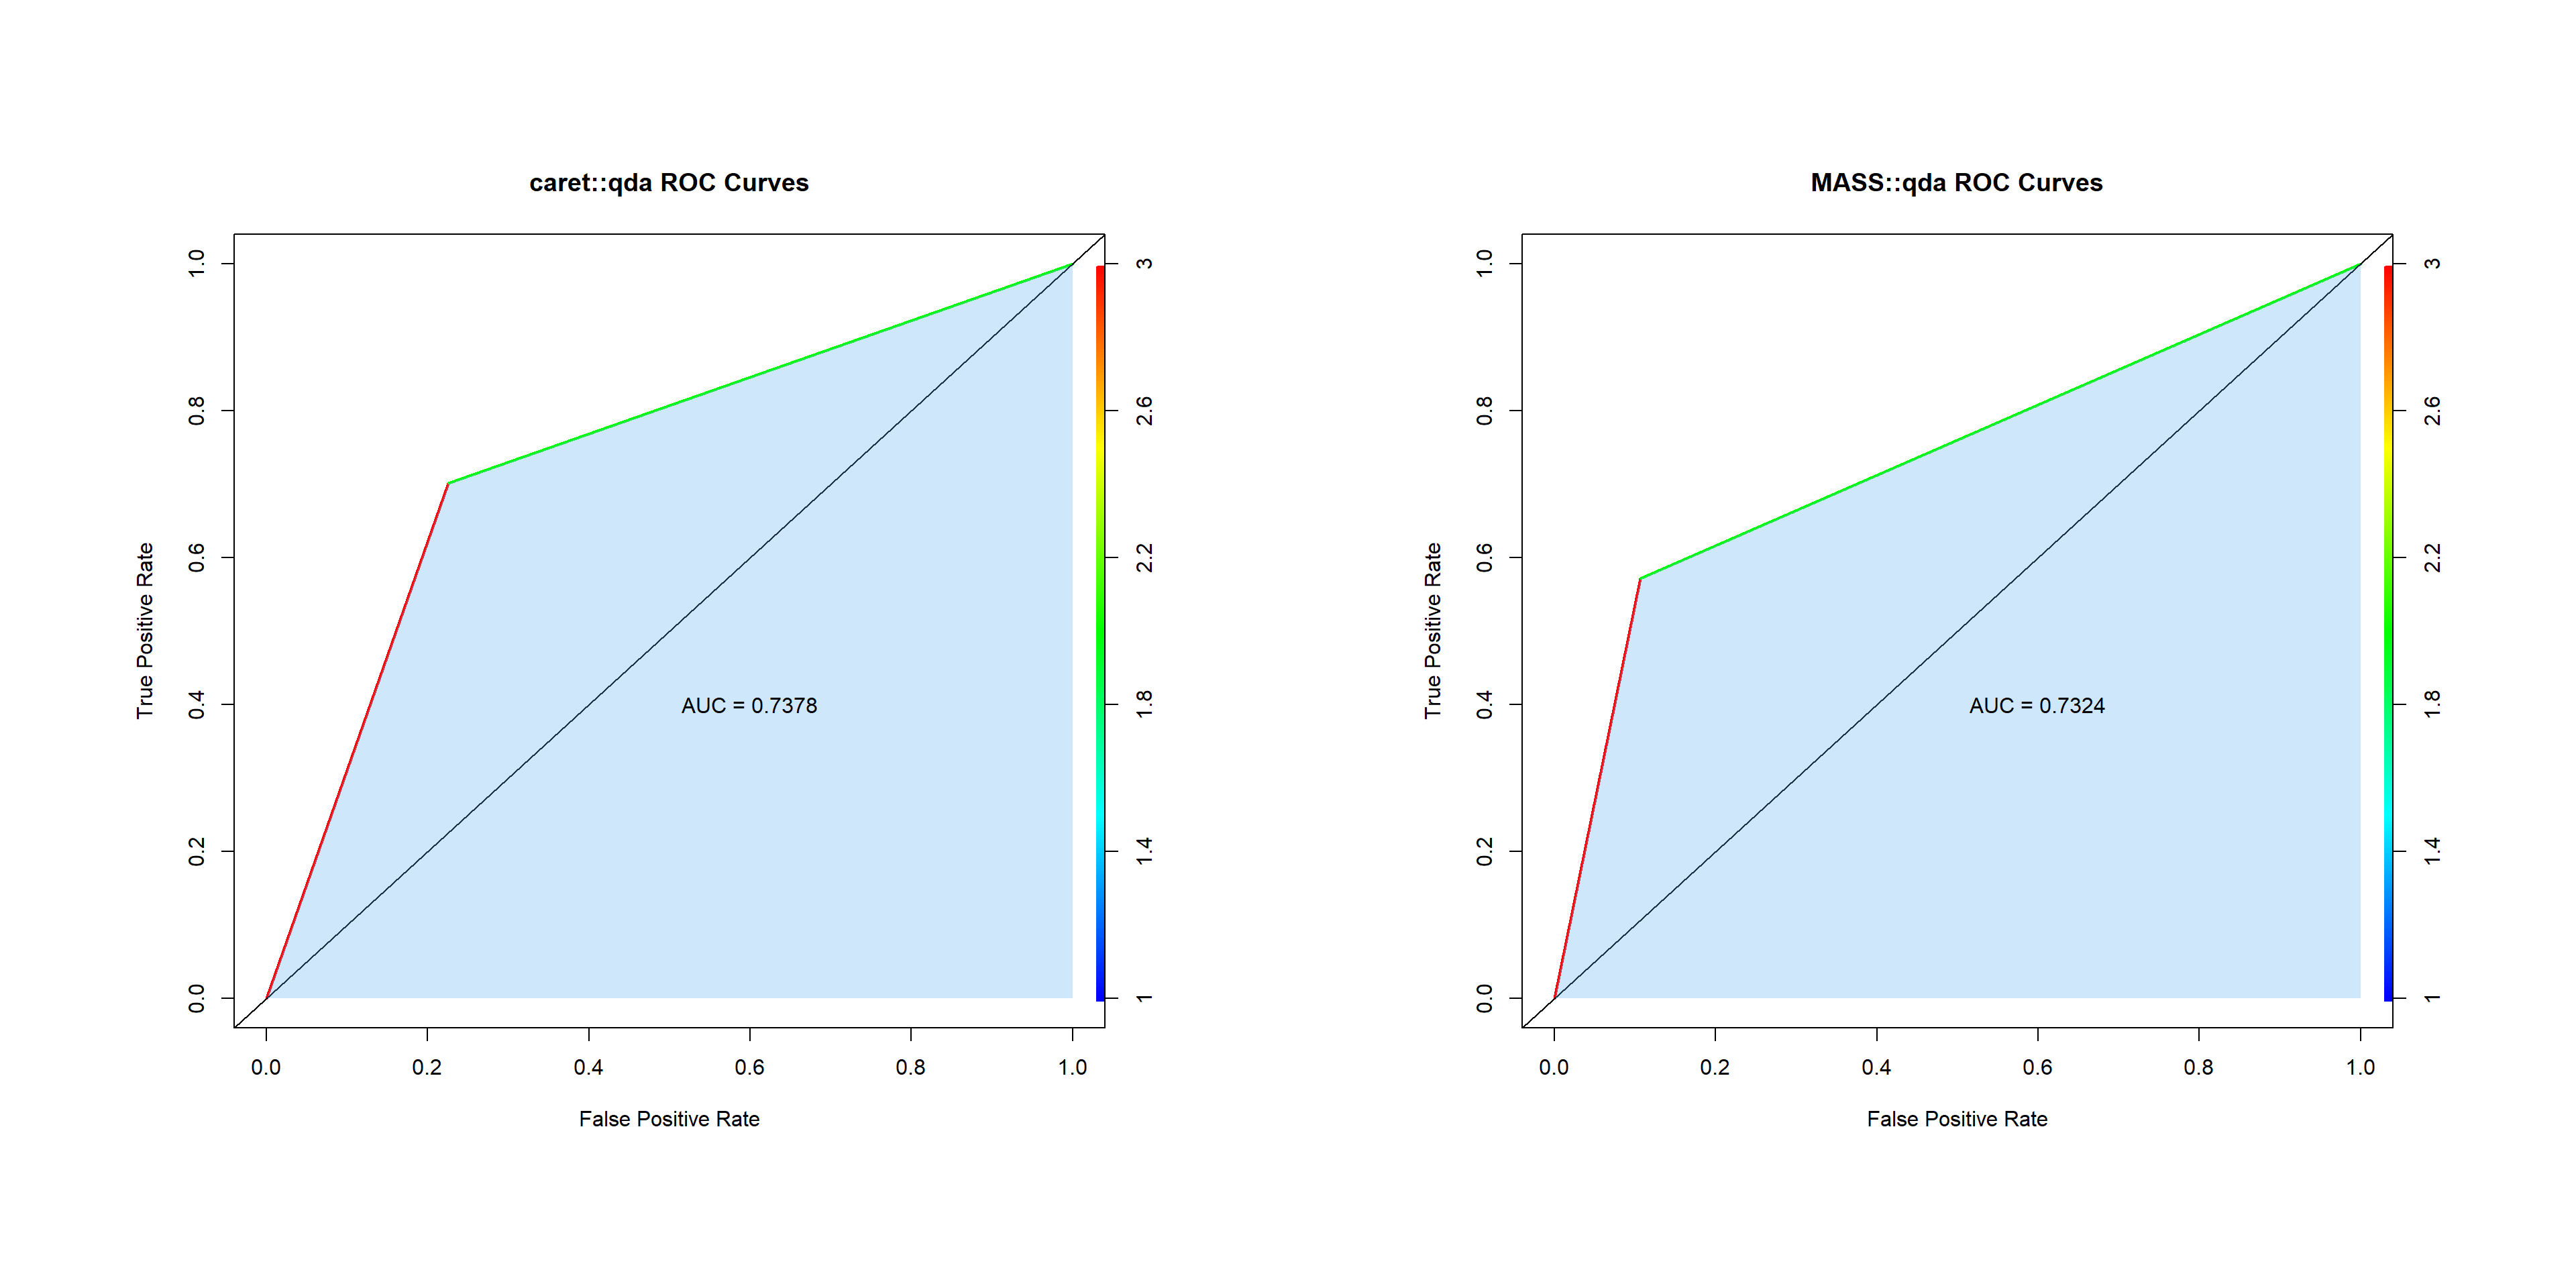 caret::qda ROC Curves
True Positive Rate
1.0
0.8
0.6
0.4
0.2
0.0
AUC = 0.7378
3
2.6
2.2
1.8
1.4
1
0.0 0.2 0.4 0.6 0.8 1.0
False Positive Rate
MASS::qda ROC Curves
True Positive Rate
1.0
0.8
0.6
0.4
0.2
0.0
AUC = 0.7324
3
2.6
2.2
1.8
1.4
1
0.0 0.2 0.4 0.6 0.8 1.0
False Positive Rate